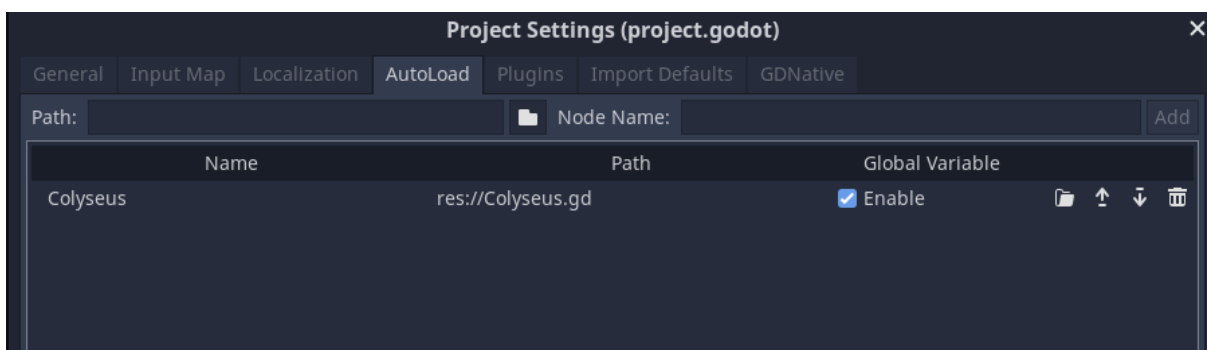 Project Settings (project.godot)
General Input Map Localization AutoLoad Plugins Import Defaults GDNative
Path: Node Name: Add
Name Path Global Variable
Colyseus res://Colyseus.gd Enable